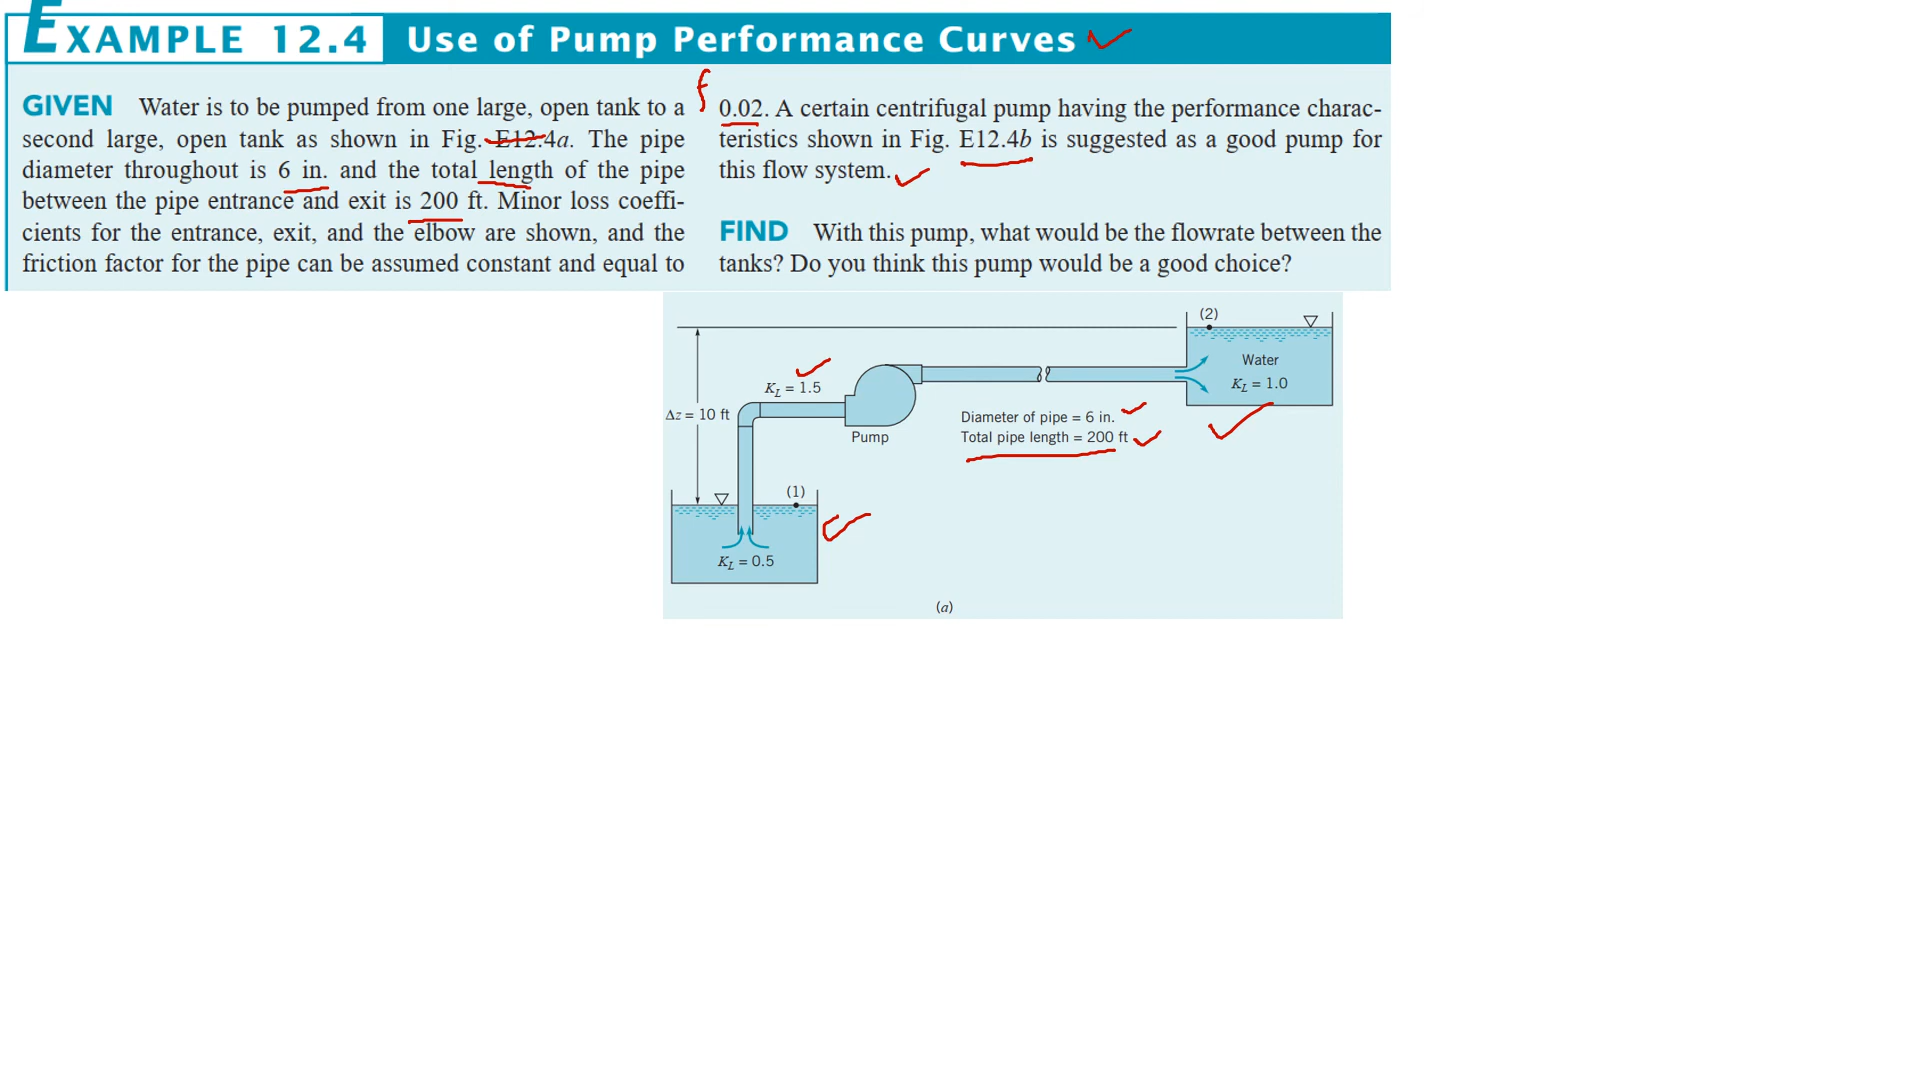 EXAMPLE 12.4 Use of Pump Performance Curves
GIVEN Water is to be pumped from one large, open tank to a
second large, open tank as shown in Fig. E12.4a. The pipe
diameter throughout is 6 in. and the total length of the pipe
between the pipe entrance and exit is 200 ft. Minor loss coeffi-
cients for the entrance, exit, and the elbow are shown, and the
friction factor for the pipe can be assumed constant and equal to
f
0.02. A certain centrifugal pump having the performance charac-
teristics shown in Fig. E12.4b is suggested as a good pump for
this flow system.
FIND With this pump, what would be the flowrate between the
tanks? Do you think this pump would be a good choice?
(2)
Water
K_L = 1.0
K_L = 1.5
Δz = 10 ft
Pump
Diameter of pipe = 6 in.
Total pipe length = 200 ft
(1)
K_L = 0.5
(a)